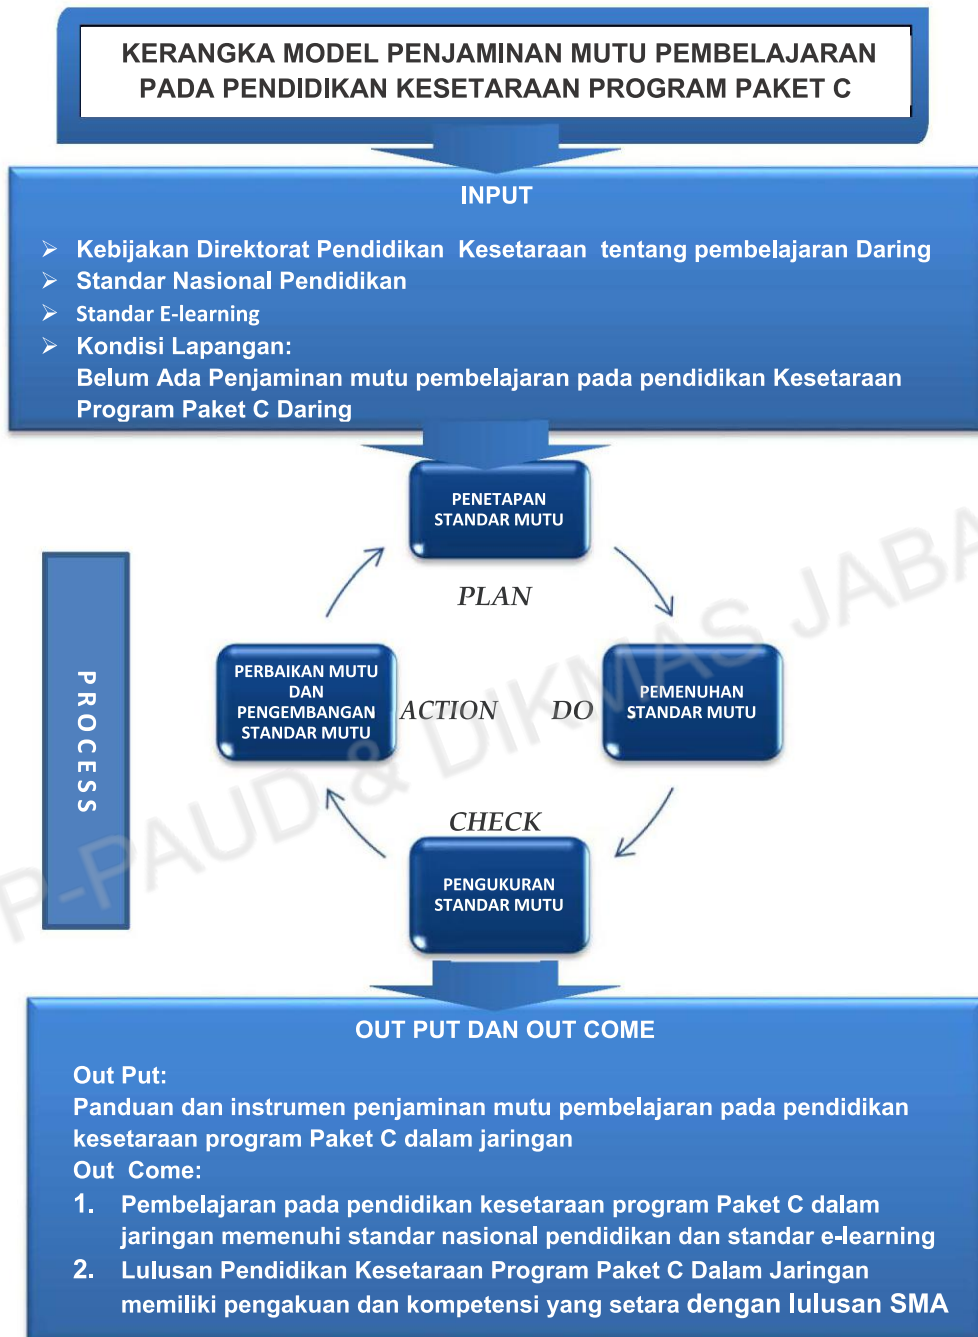 KERANGKA MODEL PENJAMINAN MUTU PEMBELAJARAN
PADA PENDIDIKAN KESETARAAN PROGRAM PAKET C
INPUT
➢ Kebijakan Direktorat Pendidikan Kesetaraan tentang pembelajaran Daring
➢ Standar Nasional Pendidikan
➢ Standar E-learning
➢ Kondisi Lapangan:
Belum Ada Penjaminan mutu pembelajaran pada pendidikan Kesetaraan
Program Paket C Daring
PENETAPAN
STANDAR MUTU
PLAN
PROCESS
PERBAIKAN MUTU
DAN
PENGEMBANGAN
STANDAR MUTU
ACTION
DO
PEMENUHAN
STANDAR MUTU
CHECK
PENGUKURAN
STANDAR MUTU
P-PAUD & DIKMAS JABA
OUT PUT DAN OUT COME
Out Put:
Panduan dan instrumen penjaminan mutu pembelajaran pada pendidikan
kesetaraan program Paket C dalam jaringan
Out Come:
1. Pembelajaran pada pendidikan kesetaraan program Paket C dalam
jaringan memenuhi standar nasional pendidikan dan standar e-learning
2. Lulusan Pendidikan Kesetaraan Program Paket C Dalam Jaringan
memiliki pengakuan dan kompetensi yang setara dengan lulusan SMA